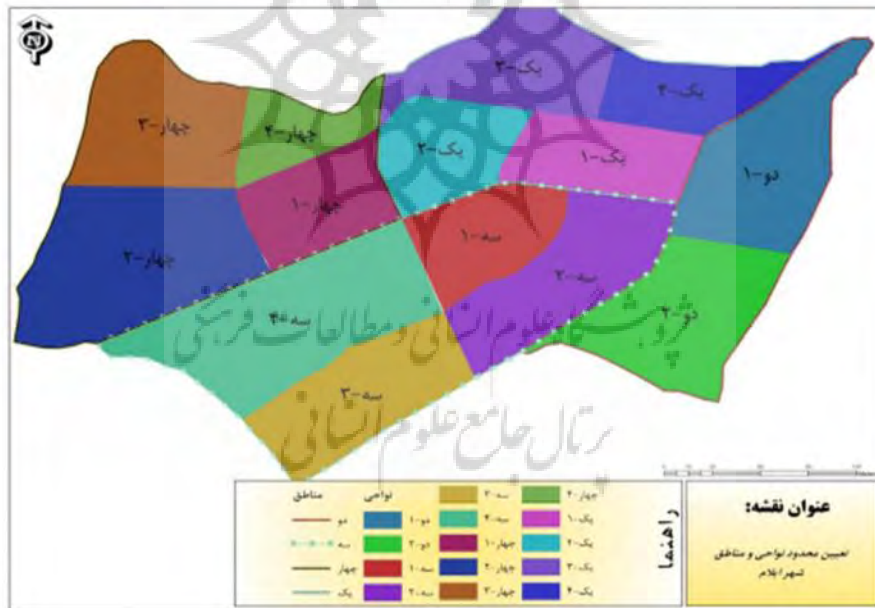 یک-۳
یک-۴
چهار-۳
چهار-۴
یک-۲
یک-۱
دو-۱
چهار-۱
سه-۱
چهار-۲
سه-۲
دو-۲
سه-۴
سه-۳
پژوهشگاه علوم انسانی و مطالعات فرهنگی
پرتال جامع علوم انسانی
راهنما
مناطق
دو
سه
چهار
یک
نواحی
دو-۱
دو-۲
سه-۱
سه-۲
سه-۳
سه-۴
چهار-۱
چهار-۲
چهار-۳
چهار-۴
یک-۱
یک-۲
یک-۳
یک-۴
عنوان نقشه:
تعیین محدود نواحی و مناطق
شهر ایلام